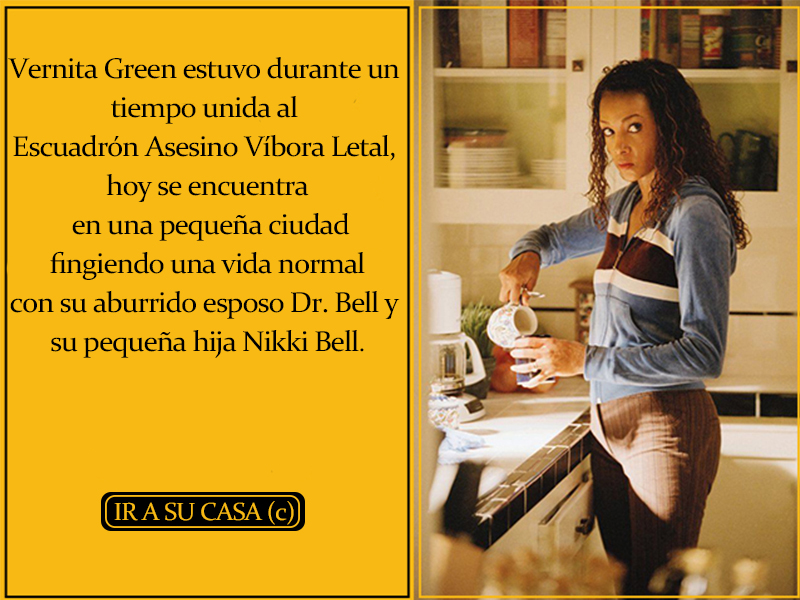 Vernita Green estuvo durante un
tiempo unida al
Escuadrón Asesino Víbora Letal,
hoy se encuentra
en una pequeña ciudad
fingiendo una vida normal
con su aburrido esposo Dr. Bell y
su pequeña hija Nikki Bell.
IR A SU CASA (c)